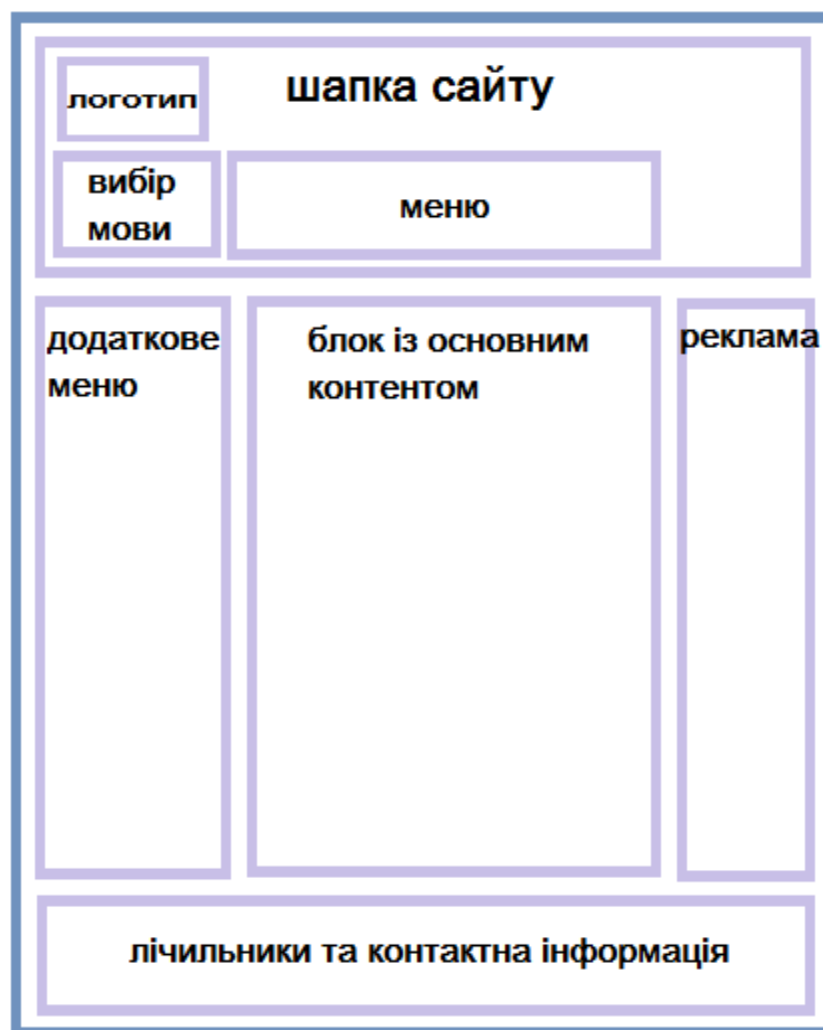 логотип
шапка сайту
вибір
мови
меню
додаткове
меню
блок із основним
контентом
реклама
лічильники та контактна інформація